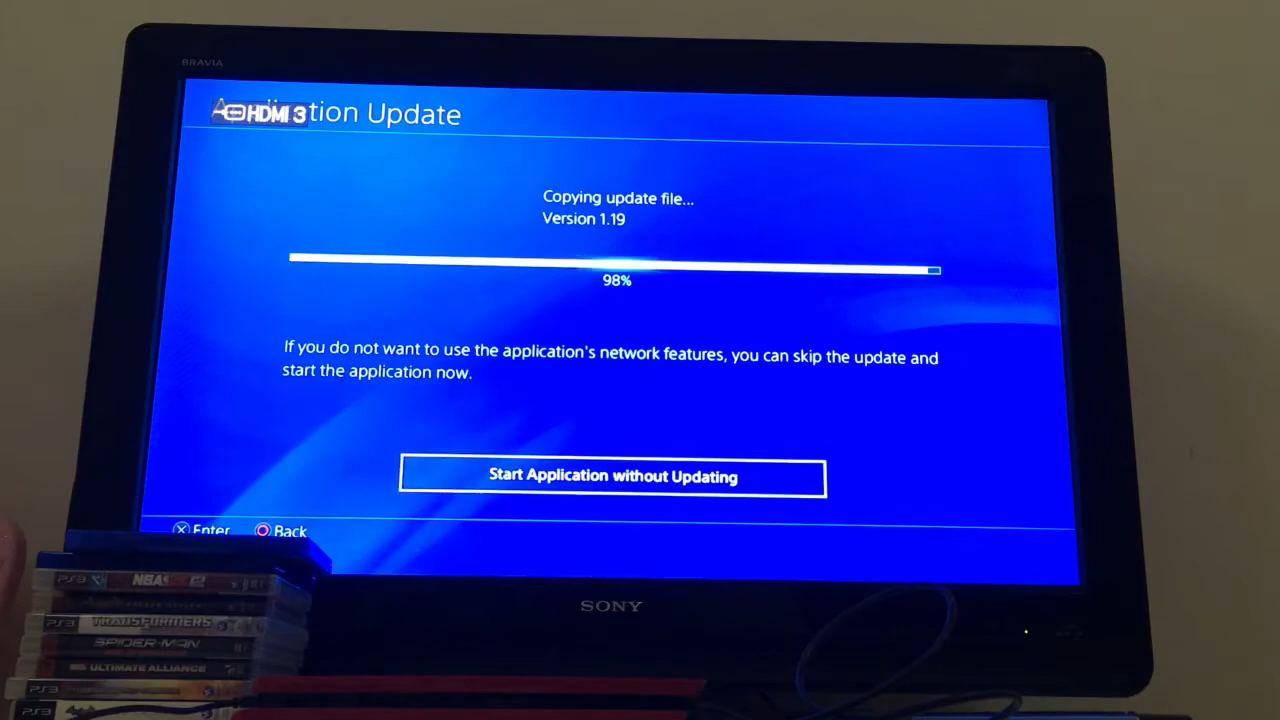 BRAVIA
HDMI 3
tion Update
Copying update file...
Version 1.19
98%
If you do not want to use the application's network features, you can skip the update and
start the application now.
Start Application without Updating
Enter Back
SONY
PS3 NBA
PS3 TRANSFORMERS
SPIDER-MAN
ULTIMATE ALLIANCE
PS3
PS3